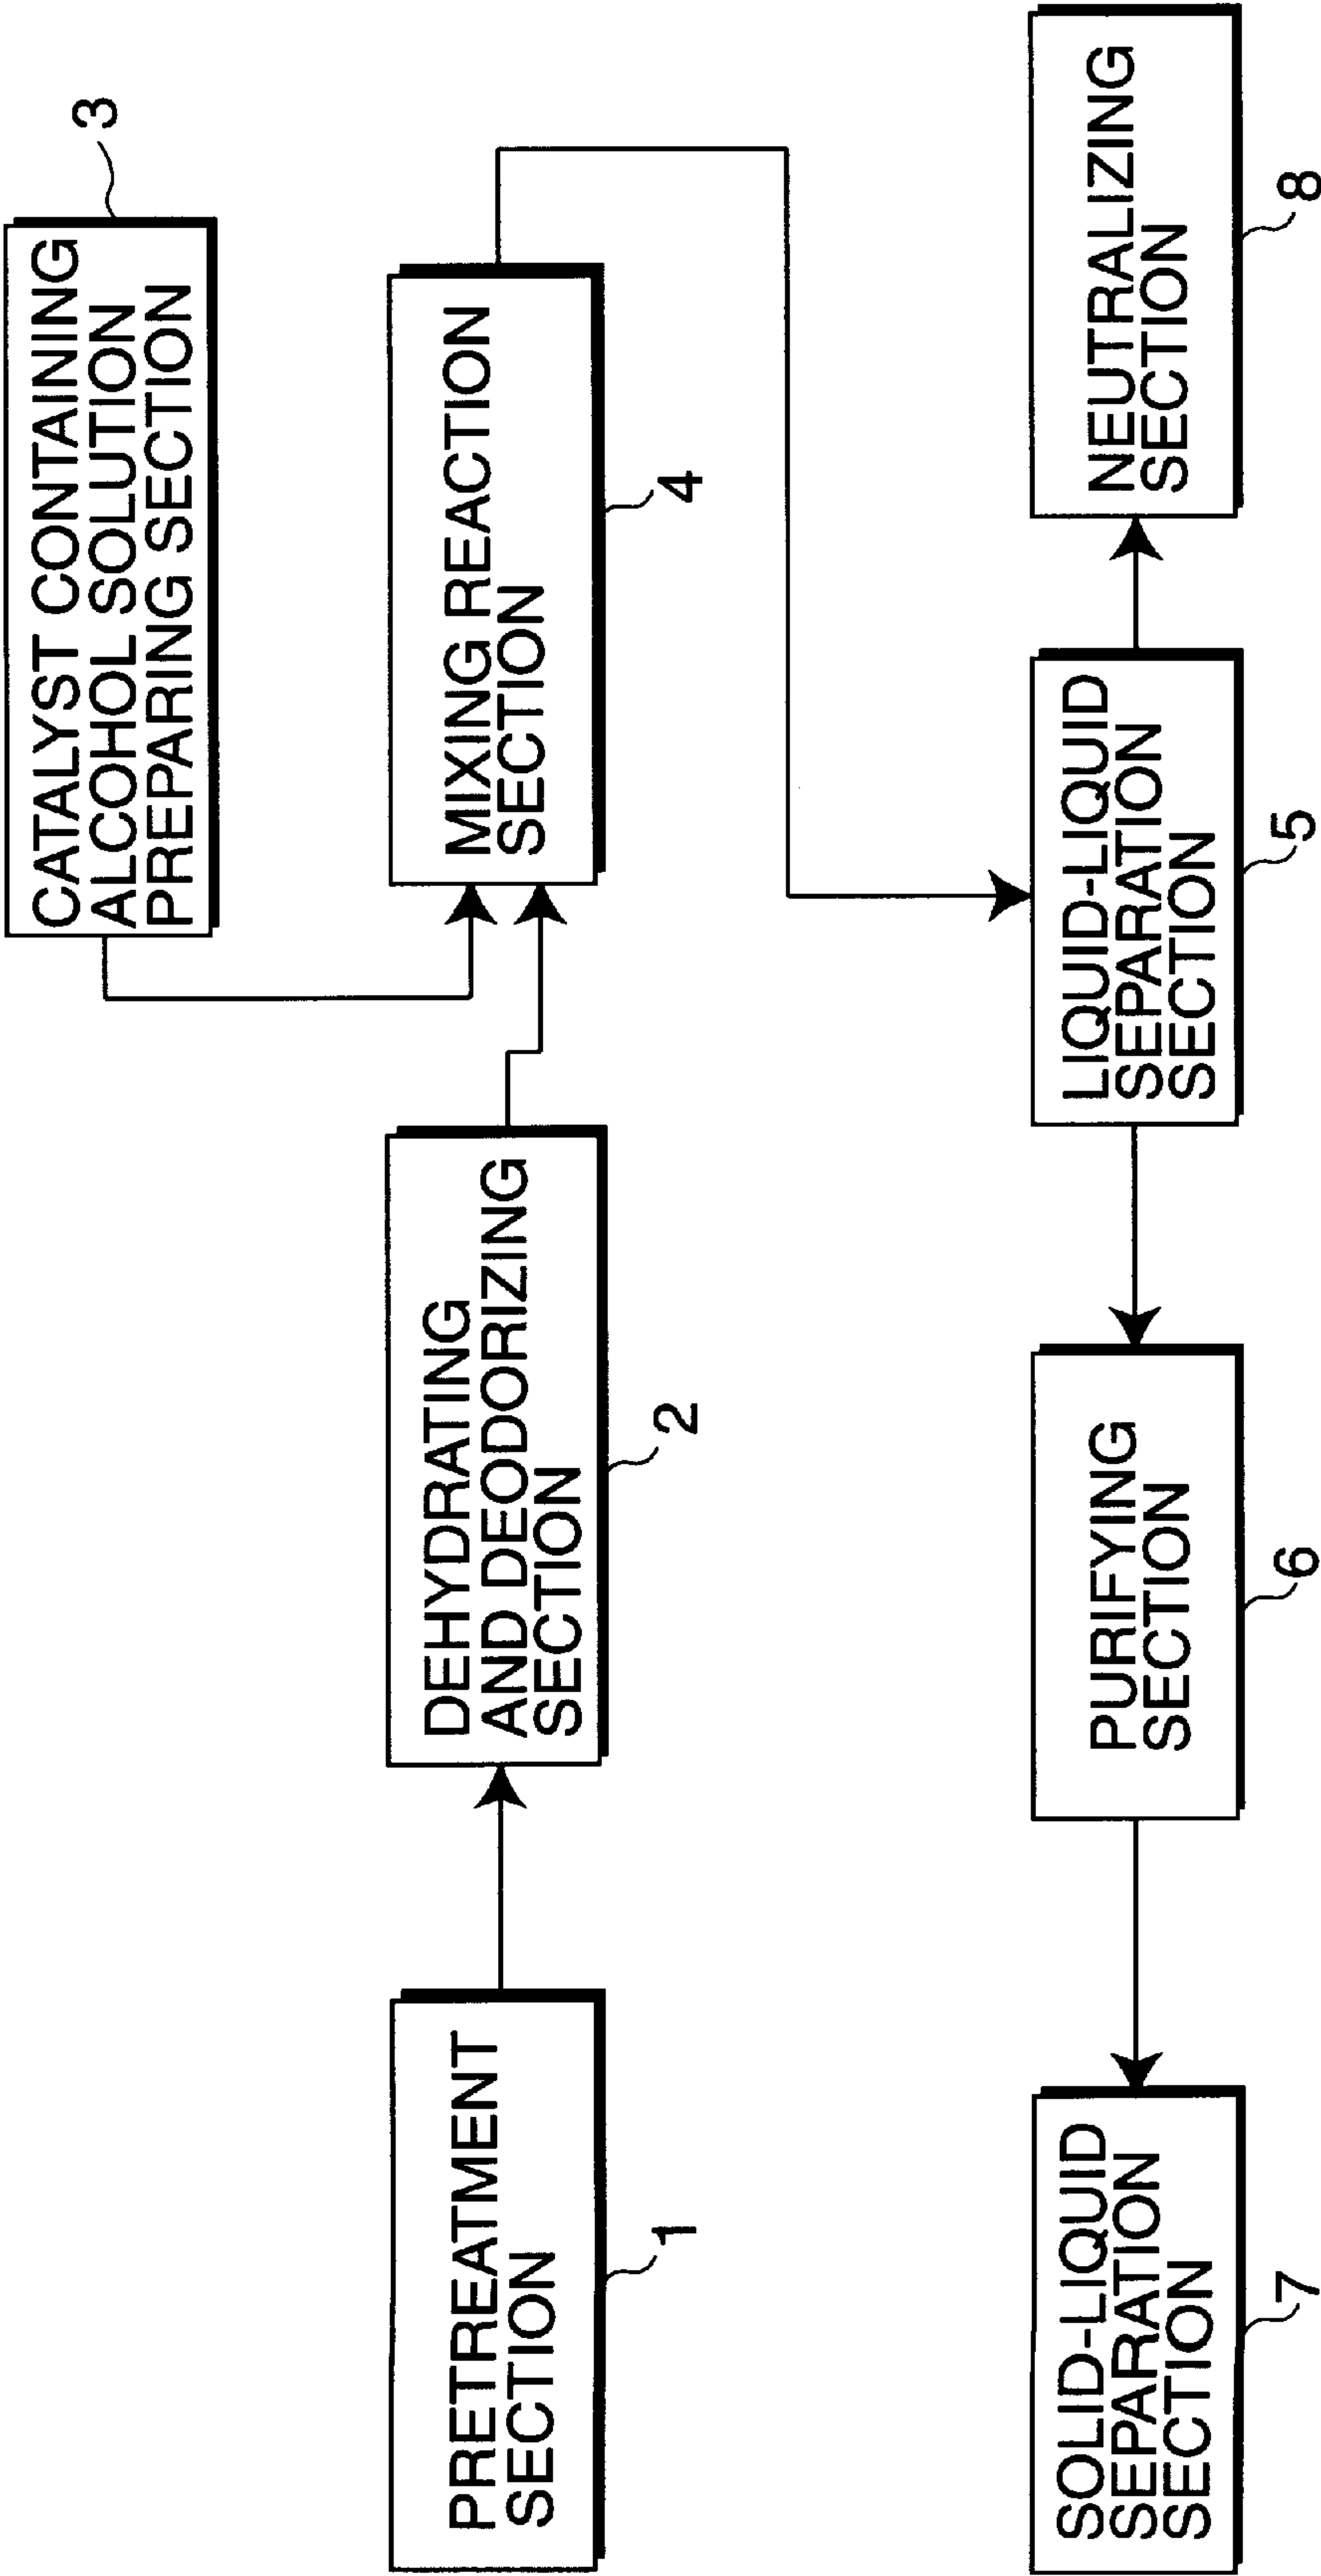 CATALYST CONTAINING
ALCOHOL SOLUTION
PREPARING SECTION
3
PRETREATMENT
SECTION
1
DEHYDRATING
AND DEODORIZING
SECTION
2
MIXING REACTION
SECTION
4
SOLID-LIQUID
SEPARATION
SECTION
7
PURIFYING
SECTION
6
LIQUID-LIQUID
SEPARATION
SECTION
5
NEUTRALIZING
SECTION
8